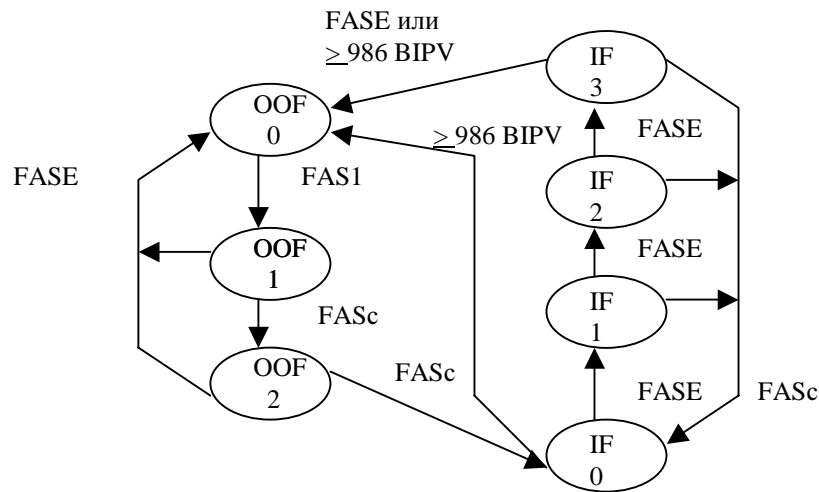 FASE или
≥ 986 BIPV
IF
3
OOF
0
≥ 986 BIPV
FASE
FASE
FAS1
IF
2
OOF
1
FASE
IF
1
FASc
OOF
2
FASc
FASE
FASc
IF
0